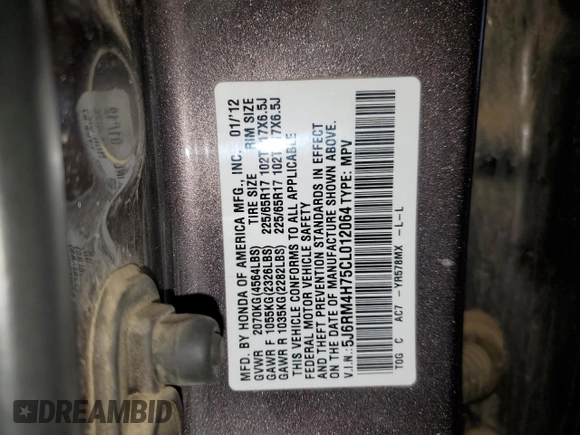 MFD. BY HONDA OF AMERICA MFG., INC. 01/'12
GVWR 2070KG(4564LBS) TIRE SIZE RIM SIZE
GAWR F 1055KG(2326LBS) 225/65R17 102T 17X6.5J
GAWR R 1035KG(2282LBS) 225/65R17 102T 17X6.5J
THIS VEHICLE CONFORMS TO ALL APPLICABLE
FEDERAL MOTOR VEHICLE SAFETY
AND THEFT PREVENTION STANDARDS IN EFFECT
ON THE DATE OF MANUFACTURE SHOWN ABOVE.
V.I.N.: 5J6RM4H75CL012064 TYPE: MPV
TOG C AC7 -YR578MX -L-L
DREAMBID